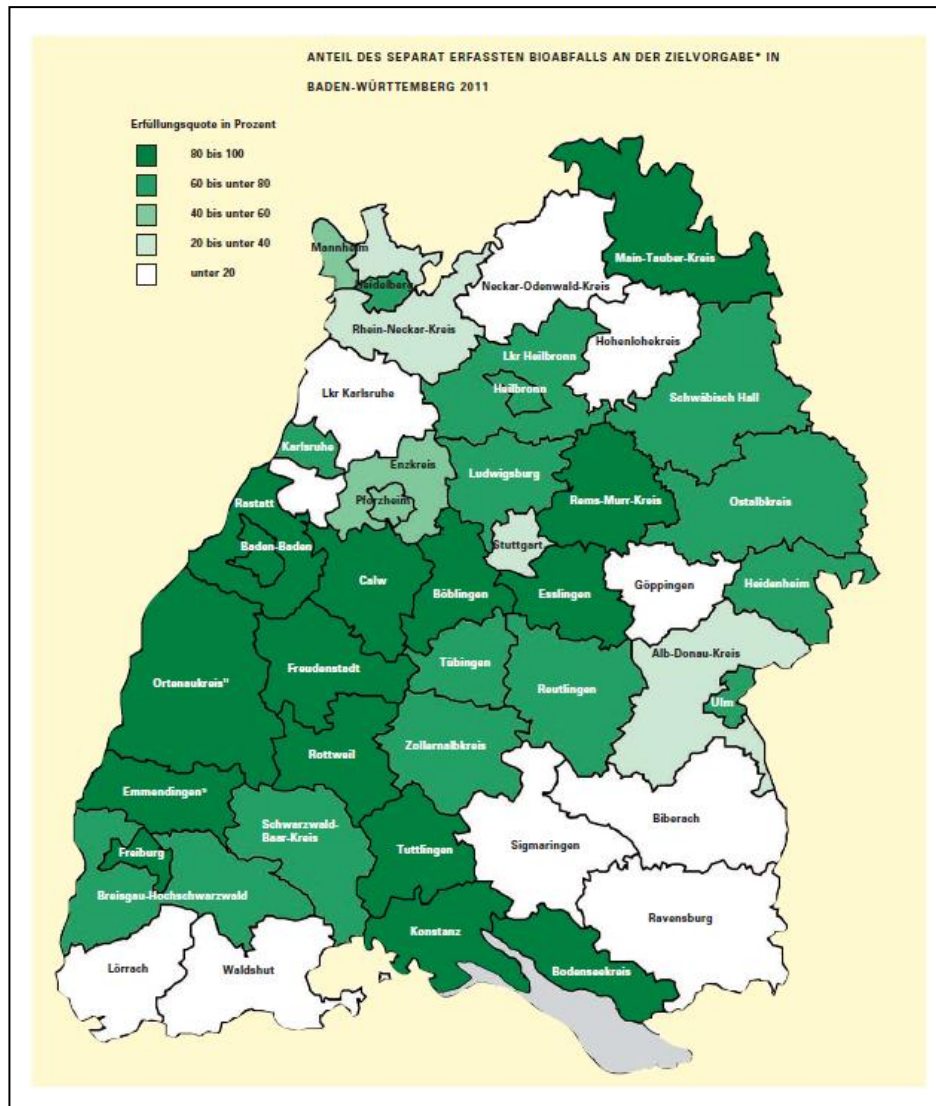 ANTEIL DES SEPARAT ERFASSTEN BIOABFALLS AN DER ZIELVORGABE* IN
BADEN-WÜRTTEMBERG 2011
Erfüllungsquote in Prozent
80 bis 100
60 bis unter 80
40 bis unter 60
20 bis unter 40
unter 20
Mannheim
Main-Tauber-Kreis
Heidelberg
Neckar-Odenwald-Kreis
Rhein-Neckar-Kreis
Hohenlohekreis
Lkr Heilbronn
Lkr Karlsruhe
Heilbronn
Schwäbisch Hall
Karlsruhe
Enzkreis
Ludwigsburg
Pforzheim
Rems-Murr-Kreis
Ostalbkreis
Rastatt
Stuttgart
Baden-Baden
Calw
Böblingen
Esslingen
Göppingen
Heidenheim
Alb-Donau-Kreis
Freudenstadt
Tübingen
Ortenaukreis"
Reutlingen
Ulm
Rottweil
Zollernalbkreis
Emmendingen*
Biberach
Schwarzwald-
Baar-Kreis
Sigmaringen
Freiburg
Tuttlingen
Breisgau-Hochschwarzwald
Ravensburg
Konstanz
Lörrach
Waldshut
Bodenseekreis